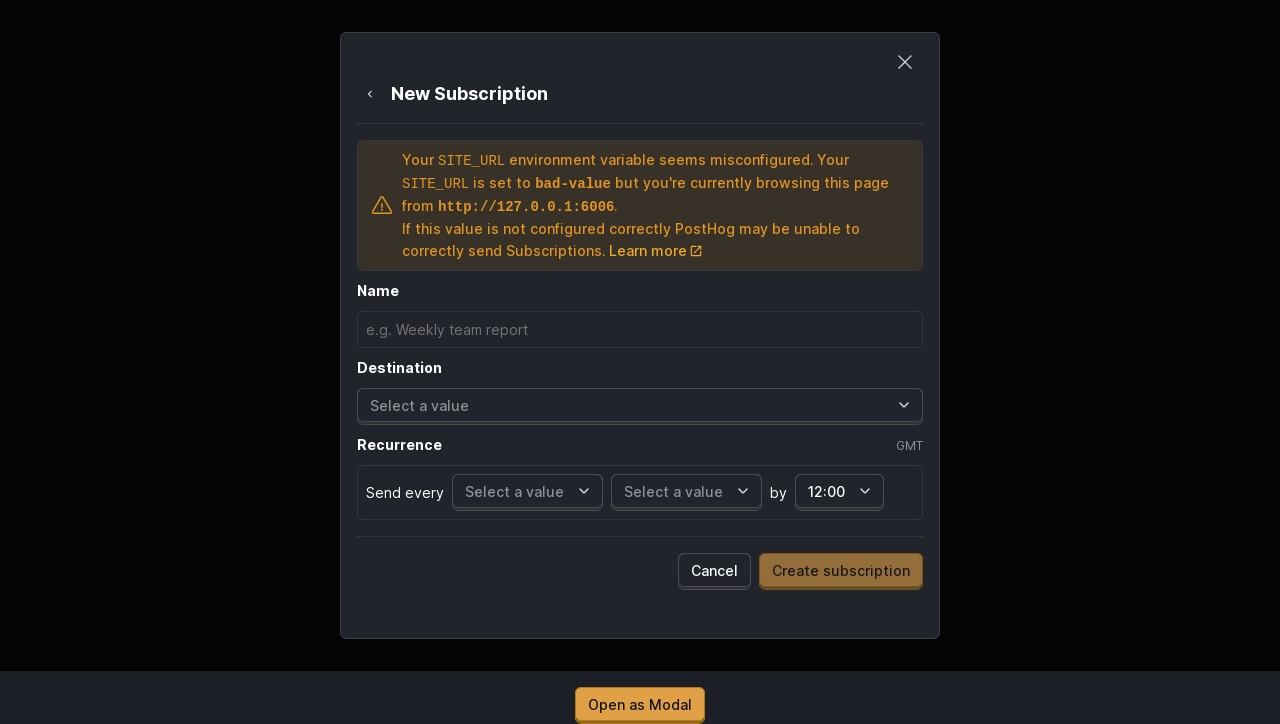 New Subscription
Your SITE_URL environment variable seems misconfigured. Your
SITE_URL is set to bad-value but you're currently browsing this page
from http://127.0.0.1:6006.
If this value is not configured correctly PostHog may be unable to
correctly send Subscriptions. Learn more
Name
e.g. Weekly team report
Destination
Select a value
Recurrence GMT
Send every Select a value Select a value by 12:00
Cancel Create subscription
Open as Modal